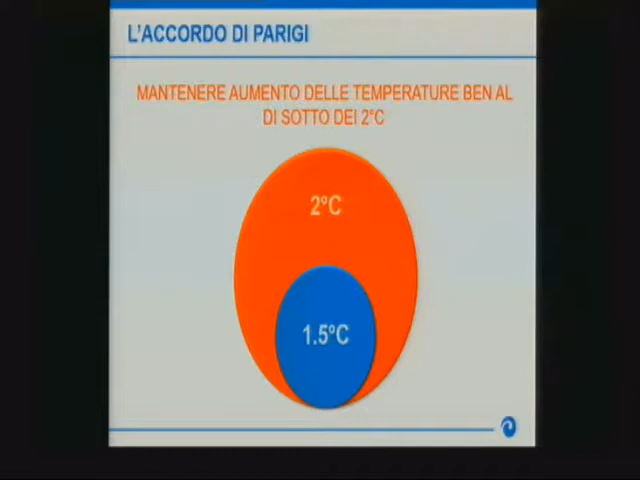 L'ACCORDO DI PARIGI
MANTENERE AUMENTO DELLE TEMPERATURE BEN AL
DI SOTTO DEI 2°C
2°C
1.5°C